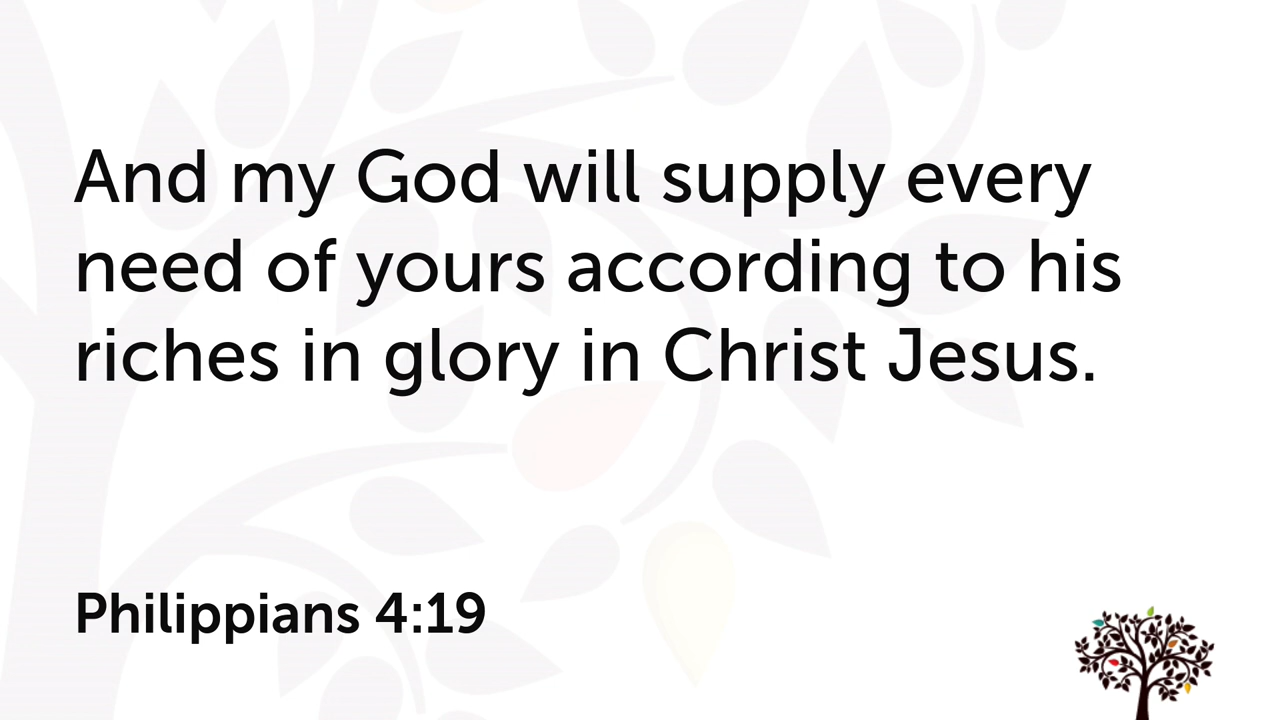 And my God will supply every
need of yours according to his
riches in glory in Christ Jesus.
Philippians 4:19